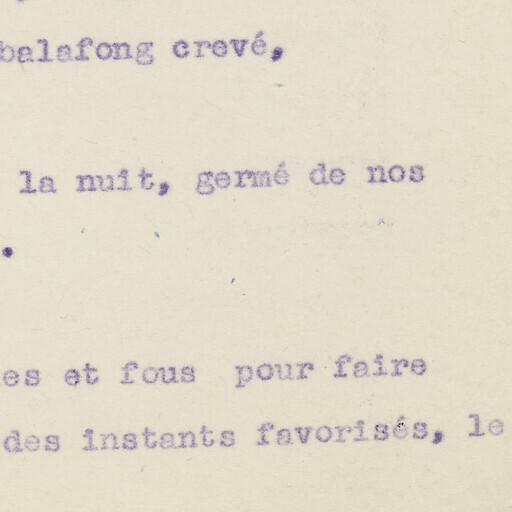 balafong crevé,
la nuit, germé de nos
.
es et fous pour faire
des instants favorisés, le